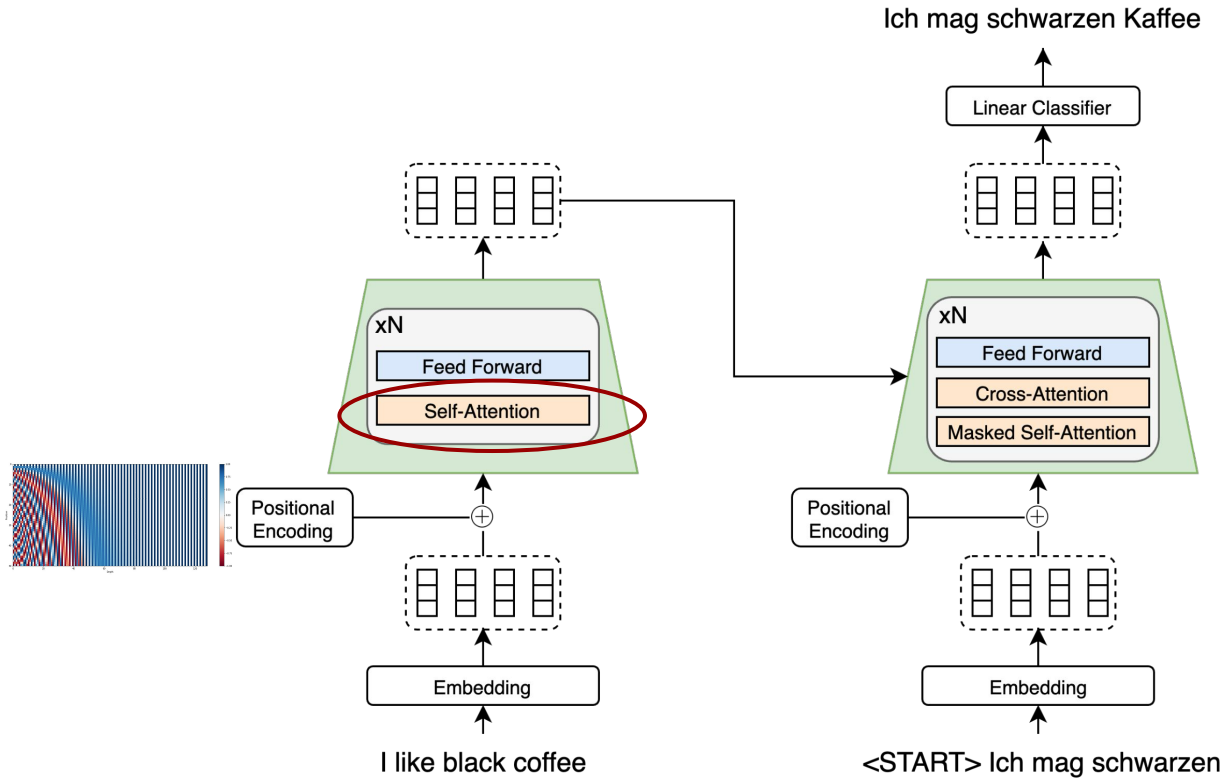 Ich mag schwarzen Kaffee
Linear Classifier
xN
Feed Forward
Self-Attention
xN
Feed Forward
Cross-Attention
Masked Self-Attention
Positional
Encoding
Positional
Encoding
Embedding
Embedding
I like black coffee
<START> Ich mag schwarzen